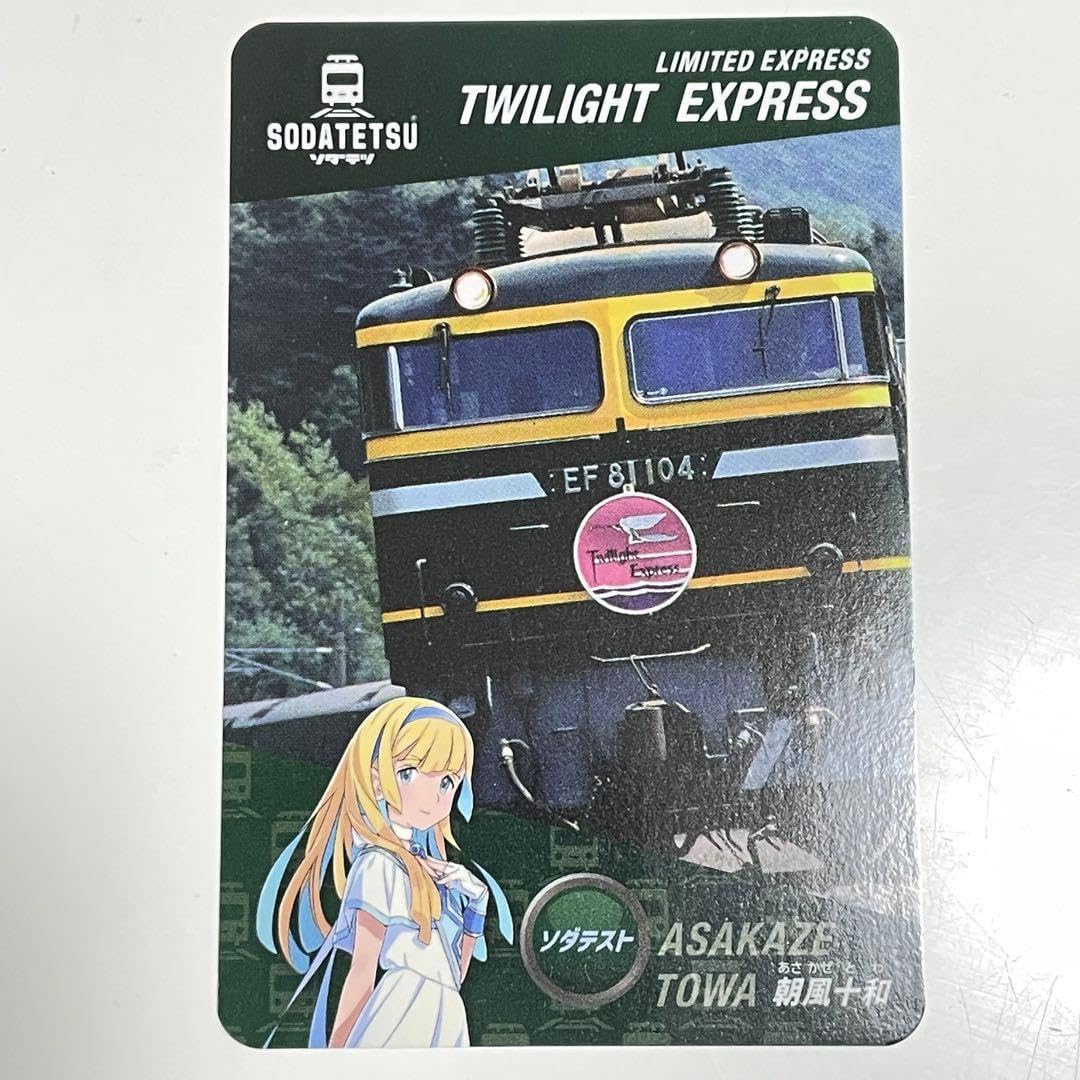 LIMITED EXPRESS
TWILIGHT EXPRESS
SODATETSU
ソダテツ
EF 81 104
Twilight
Express
ソダテスト
ASAKAZE
あさかぜ とわ
TOWA 朝風十和